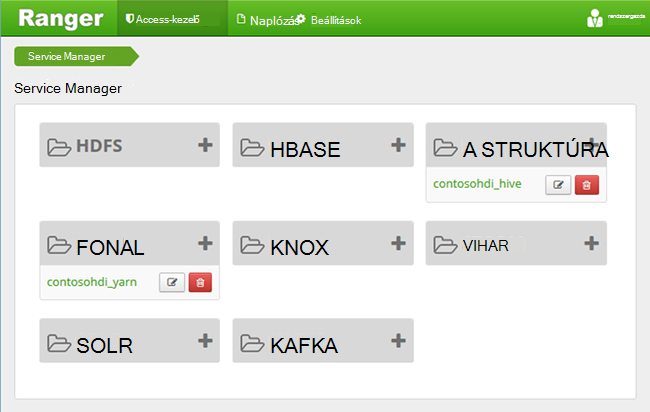 Ranger Access-kezelő Naplózás Beállítások rendszergazda
Service Manager
Service Manager
HDFS HBASE A STRUKTÚRA
contosohdi_hive
FONAL KNOX VIHAR
contosohdi_yarn
SOLR KAFKA